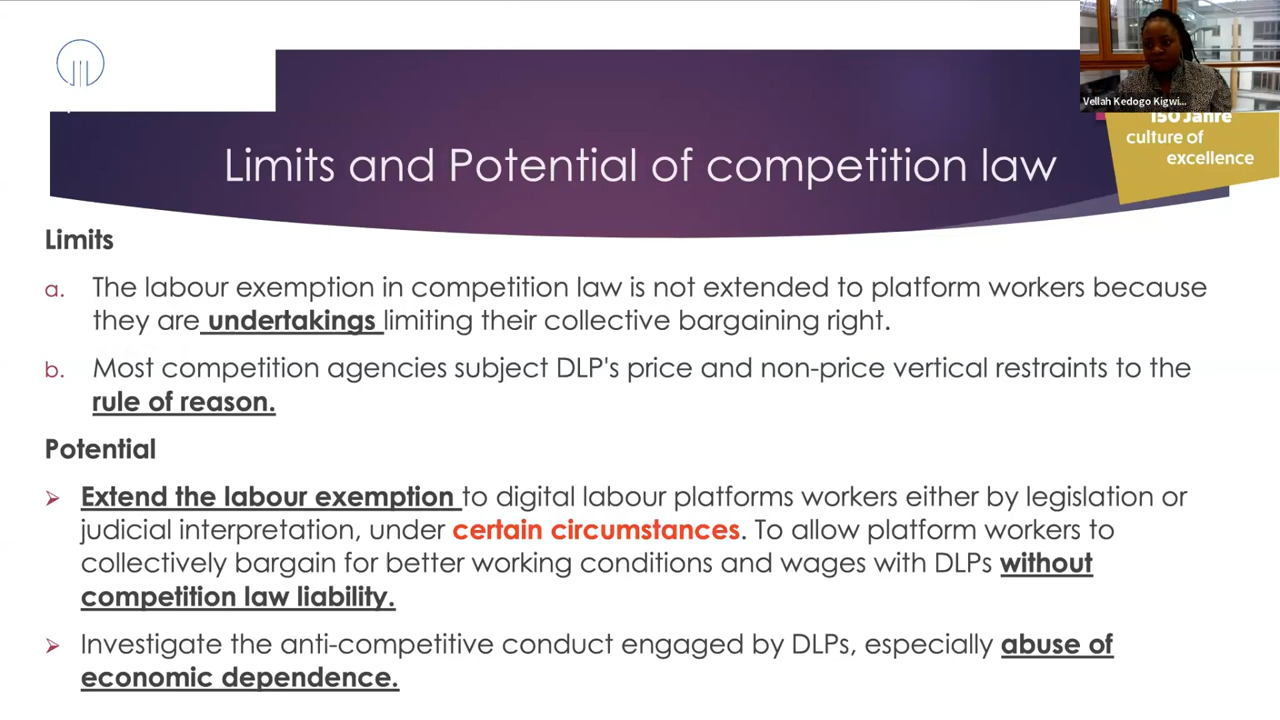 Vellah Kedogo Kigwi...
150 Jahre
culture of
excellence
Limits and Potential of competition law
Limits
a. The labour exemption in competition law is not extended to platform workers because
they are undertakings limiting their collective bargaining right.
b. Most competition agencies subject DLP's price and non-price vertical restraints to the
rule of reason.
Potential
Extend the labour exemption to digital labour platforms workers either by legislation or
judicial interpretation, under certain circumstances. To allow platform workers to
collectively bargain for better working conditions and wages with DLPs without
competition law liability.
Investigate the anti-competitive conduct engaged by DLPs, especially abuse of
economic dependence.